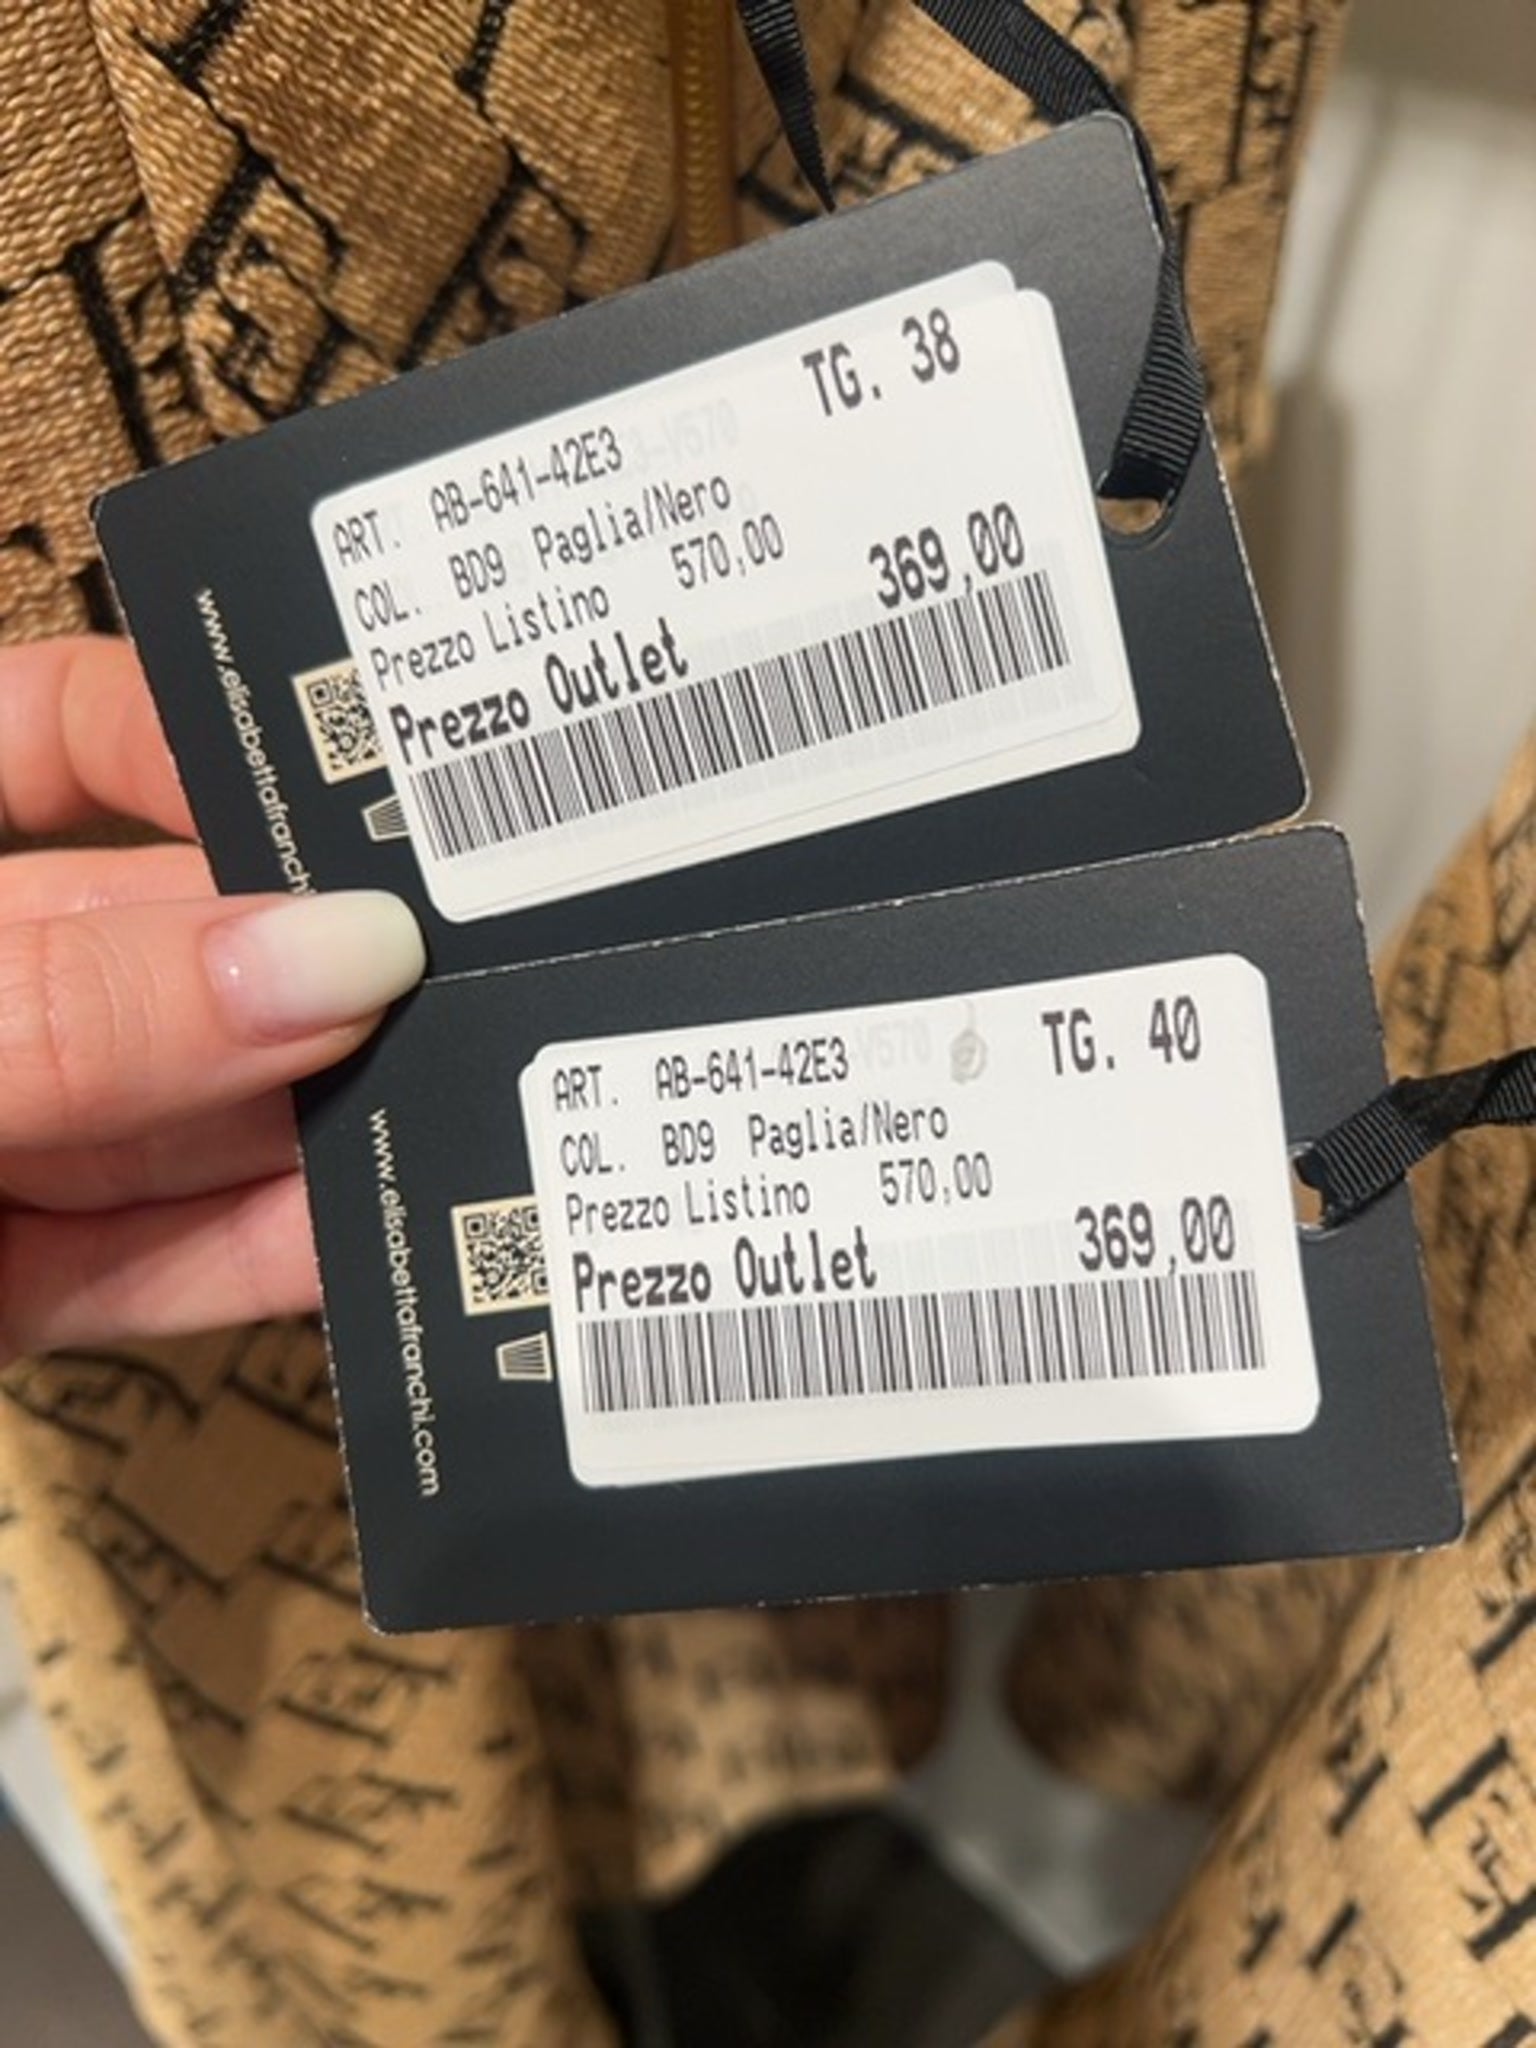 TG. 38
ART. AB-641-42E3
COL. BD9 Paglia/Nero
Prezzo Listino 570,00
Prezzo Outlet 369,00
www.elisabettafranchi
TG. 40
ART. AB-641-42E3
COL. BD9 Paglia/Nero
Prezzo Listino 570,00
Prezzo Outlet 369,00
www.elisabettafranchi.com